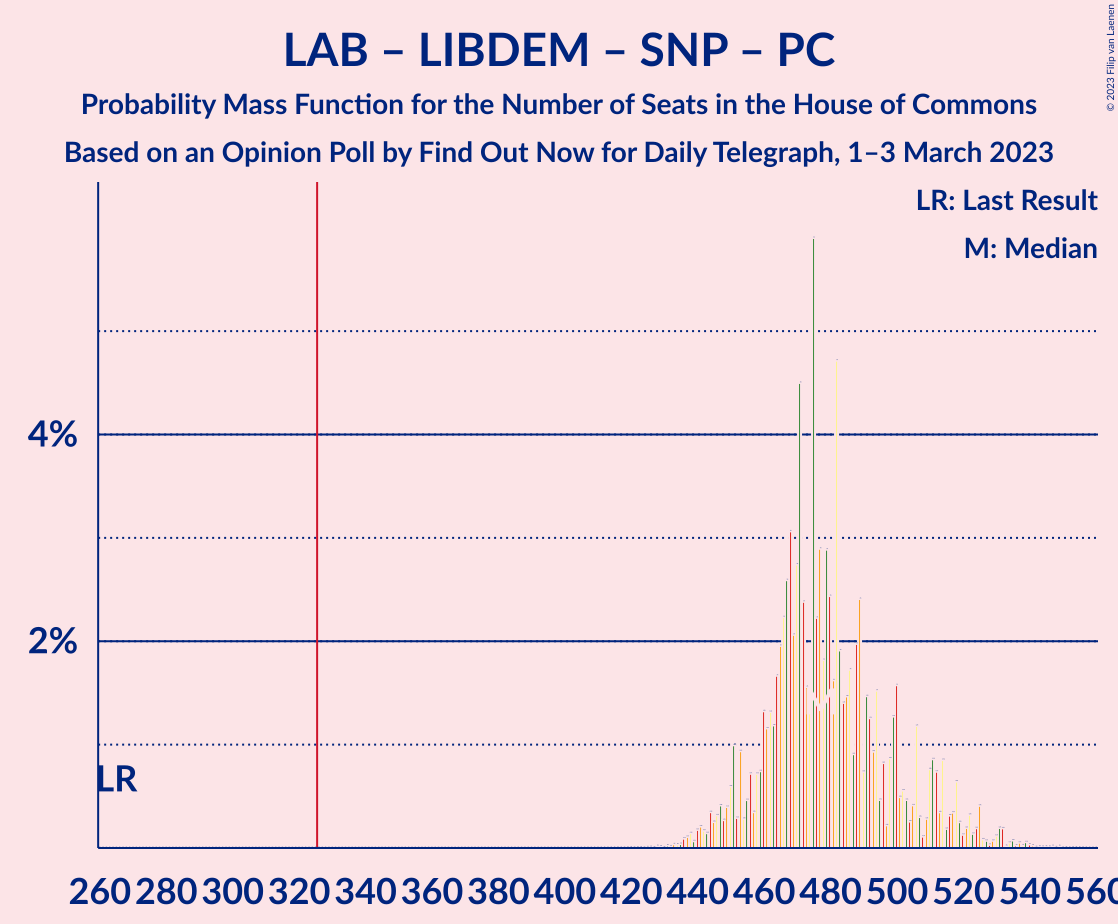 LAB – LIBDEM – SNP – PC
Probability Mass Function for the Number of Seats in the House of Commons
Based on an Opinion Poll by Find Out Now for Daily Telegraph, 1–3 March 2023
© 2023 Filip van Laenen
LR: Last Result
M: Median
4%
2%
LR
260 280 300 320 340 360 380 400 420 440 460 480 500 520 540 560